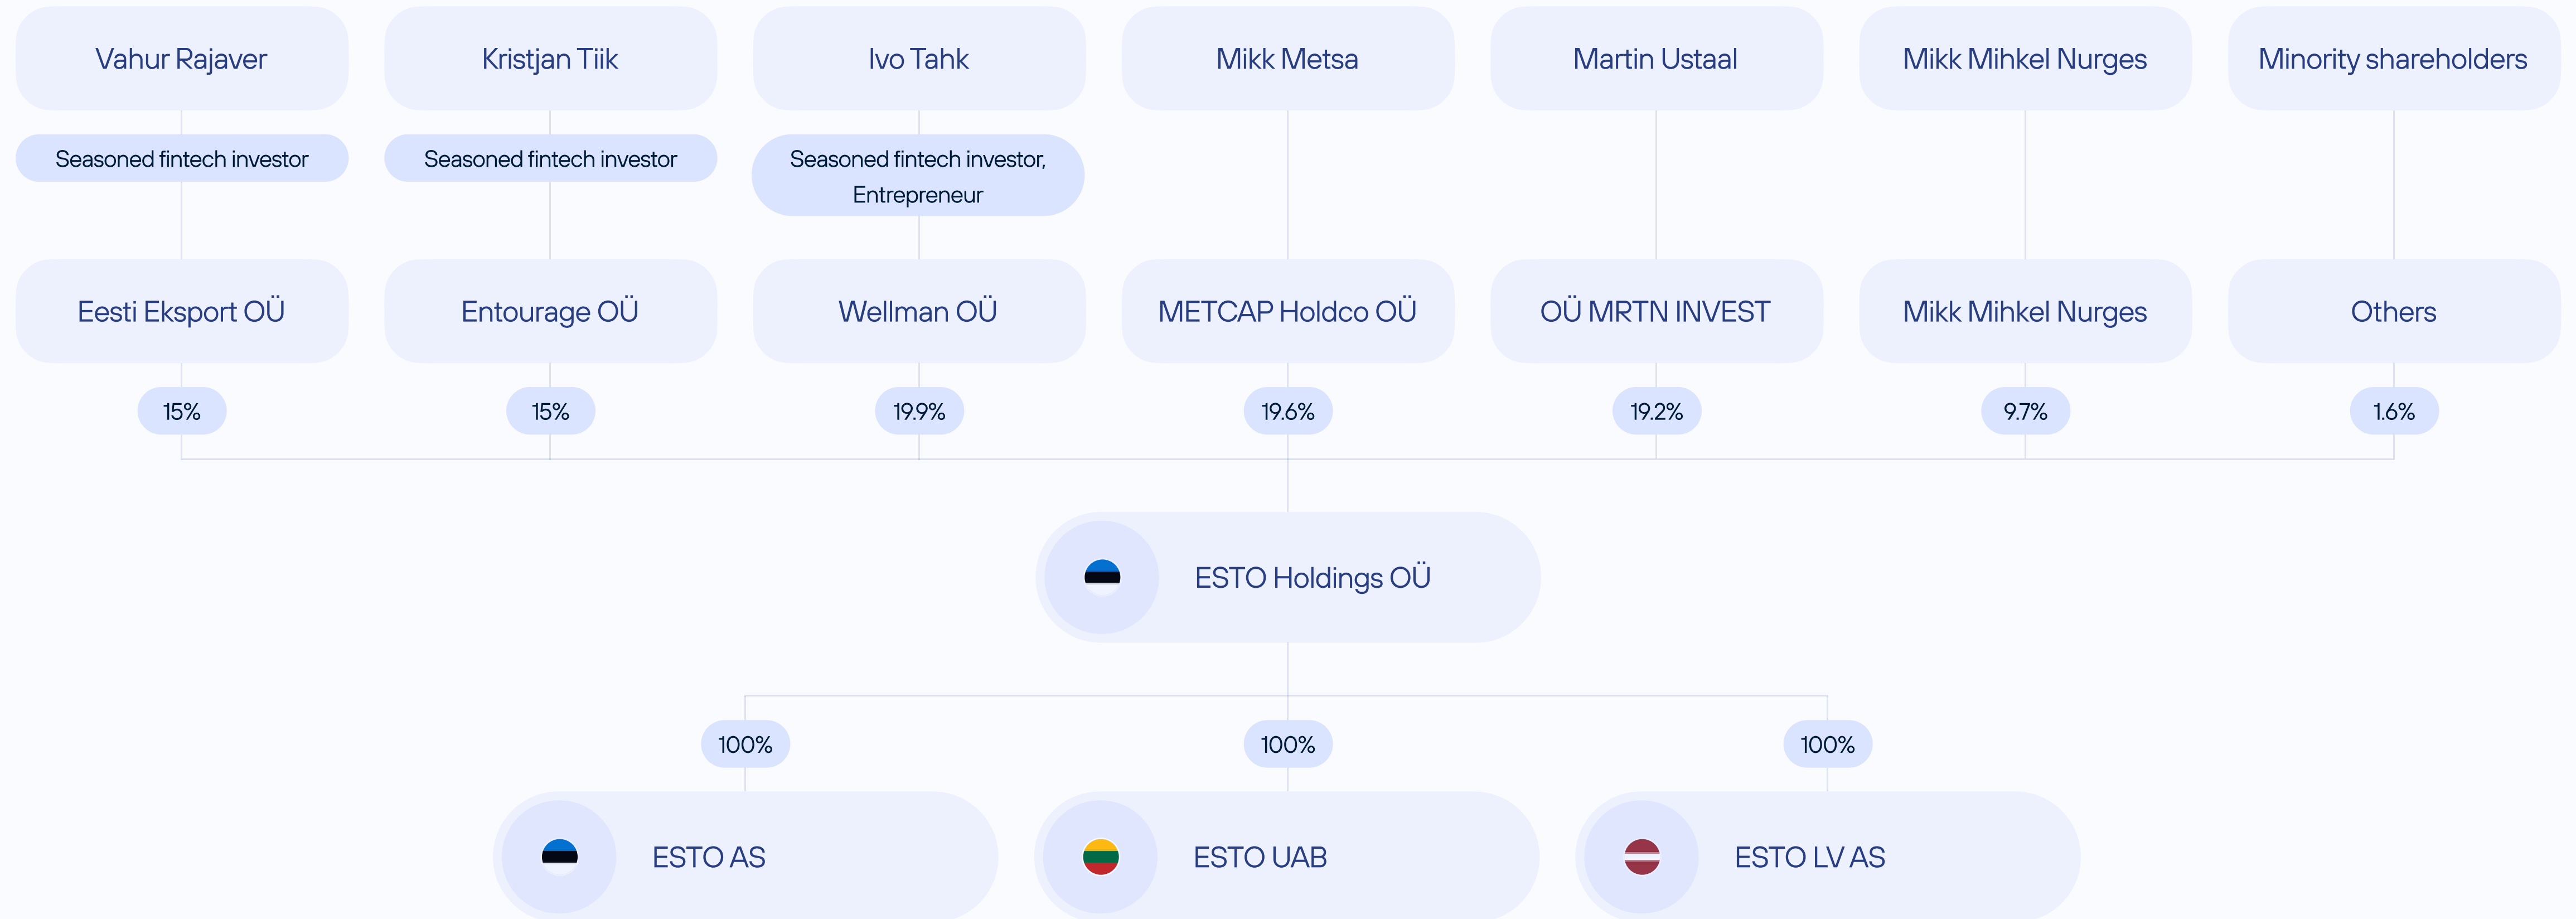 Vahur Rajaver
Kristjan Tiik
Ivo Tahk
Mikk Metsa
Martin Ustaal
Mikk Mihkel Nurges
Minority shareholders
Seasoned fintech investor
Seasoned fintech investor
Seasoned fintech investor,
Entrepreneur
Eesti Eksport OÜ
Entourage OÜ
Wellman OÜ
METCAP Holdco OÜ
OÜ MRTN INVEST
Mikk Mihkel Nurges
Others
15%
15%
19.9%
19.6%
19.2%
9.7%
1.6%
ESTO Holdings OÜ
100%
100%
100%
ESTO AS
ESTO UAB
ESTO LV AS